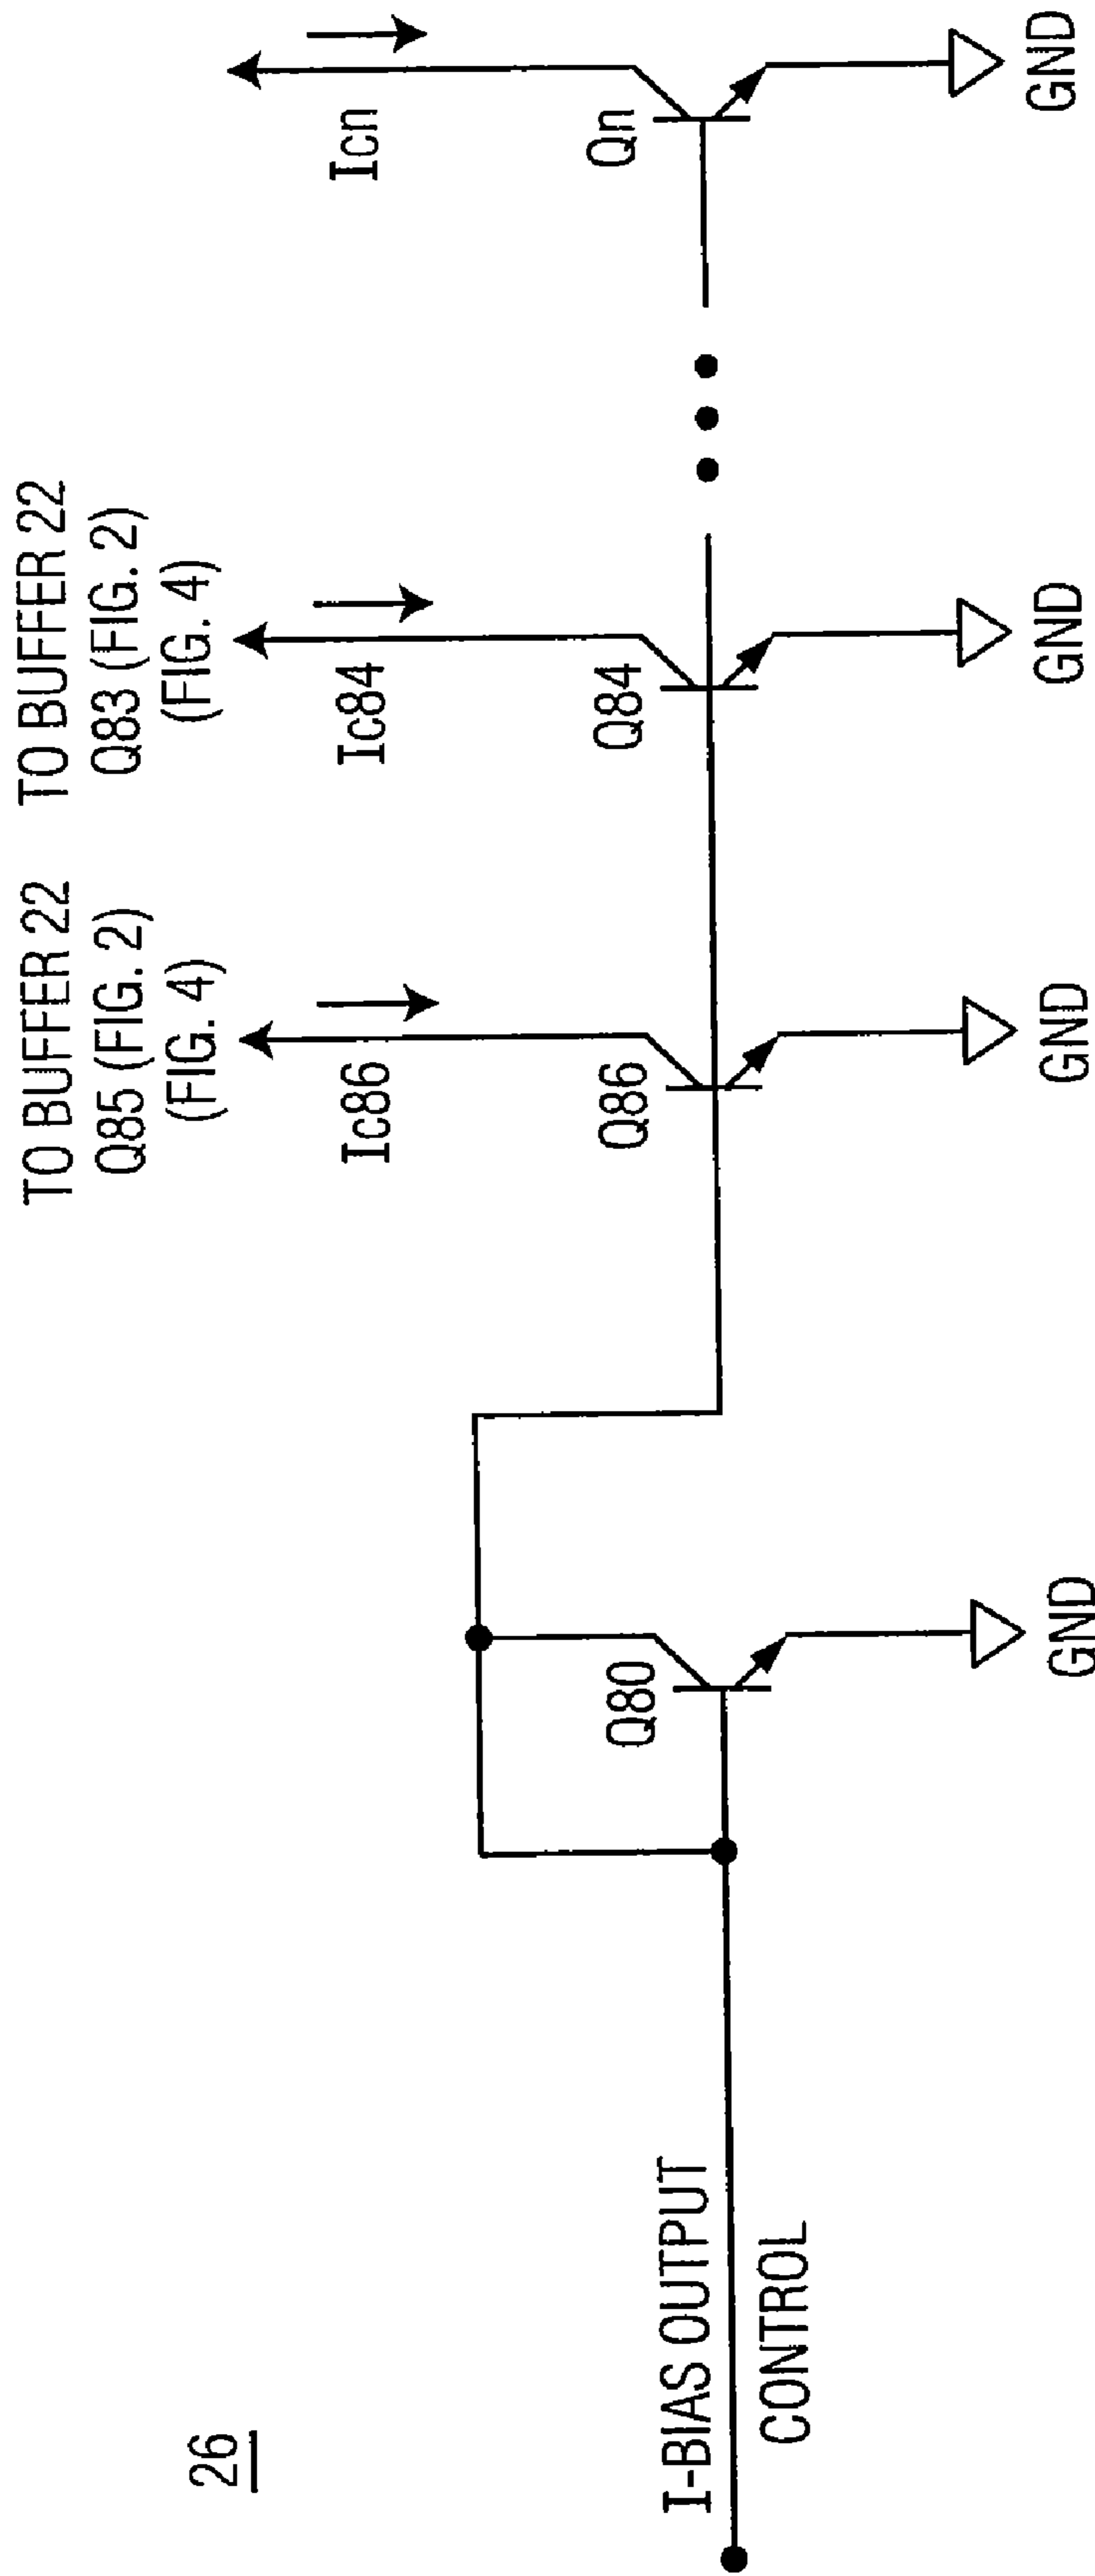 26
TO BUFFER 22
Q85 (FIG. 2)
(FIG. 4)
TO BUFFER 22
Q83 (FIG. 2)
(FIG. 4)
Ic86
Ic84
Icn
Q80
Q86
Q84
Qn
I-BIAS OUTPUT
CONTROL
GND
GND
GND
GND